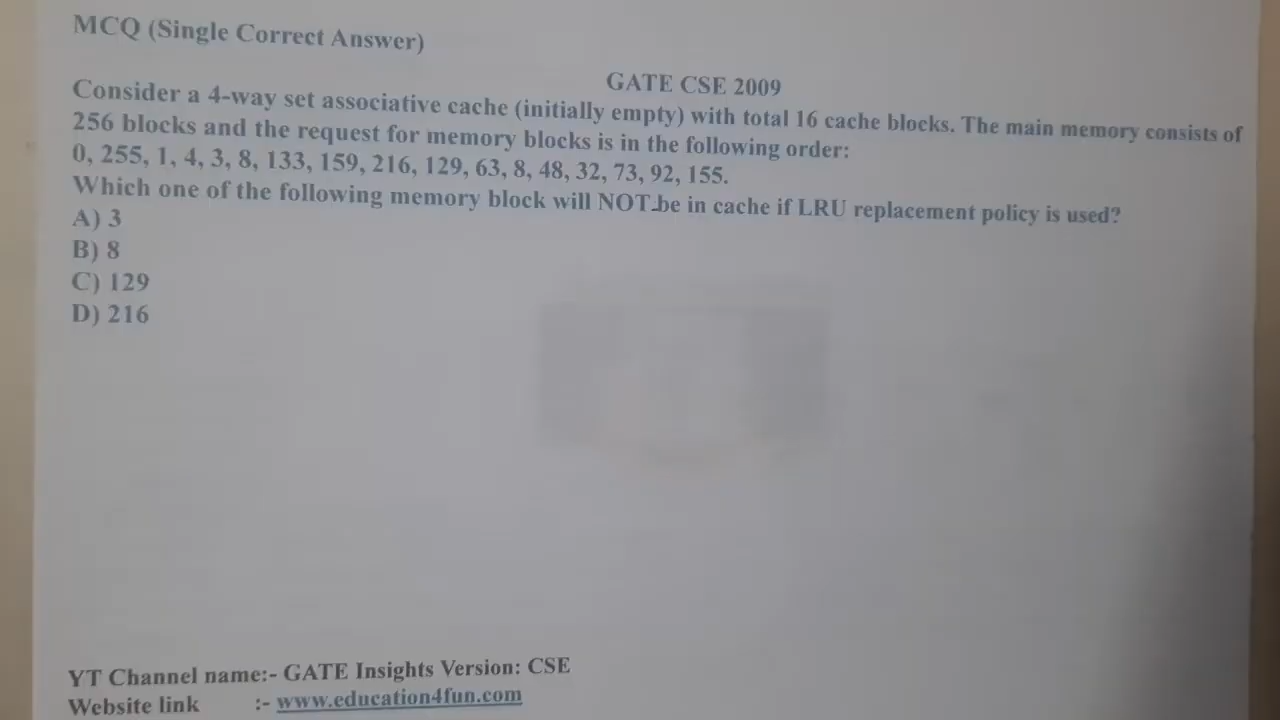 MCQ (Single Correct Answer)
GATE CSE 2009
Consider a 4-way set associative cache (initially empty) with total 16 cache blocks. The main memory consists of
256 blocks and the request for memory blocks is in the following order:
0, 255, 1, 4, 3, 8, 133, 159, 216, 129, 63, 8, 48, 32, 73, 92, 155.
Which one of the following memory block will NOT be in cache if LRU replacement policy is used?
A) 3
B) 8
C) 129
D) 216
YT Channel name:- GATE Insights Version: CSE
Website link :- www.education4fun.com